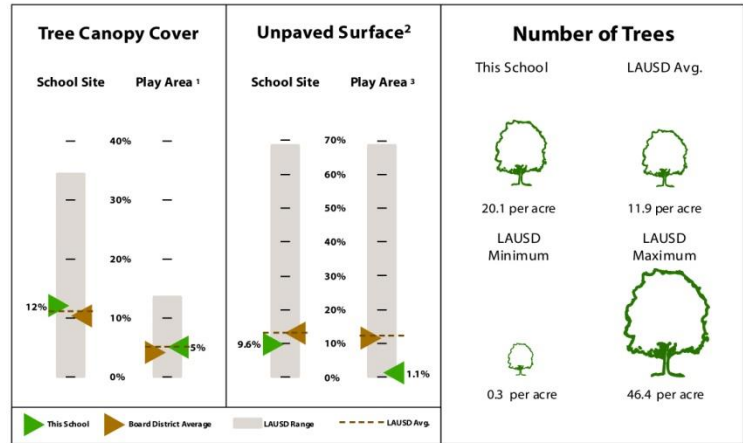 Tree Canopy Cover
School Site
Play Area ¹
40%
30%
20%
10%
0%
12%
5%
Unpaved Surface²
School Site
Play Area ³
70%
60%
50%
40%
30%
20%
10%
0%
9.6%
1.1%
Number of Trees
This School
LAUSD Avg.
20.1 per acre
11.9 per acre
LAUSD
Minimum
LAUSD
Maximum
0.3 per acre
46.4 per acre
This School
Board District Average
LAUSD Range
LAUSD Avg.